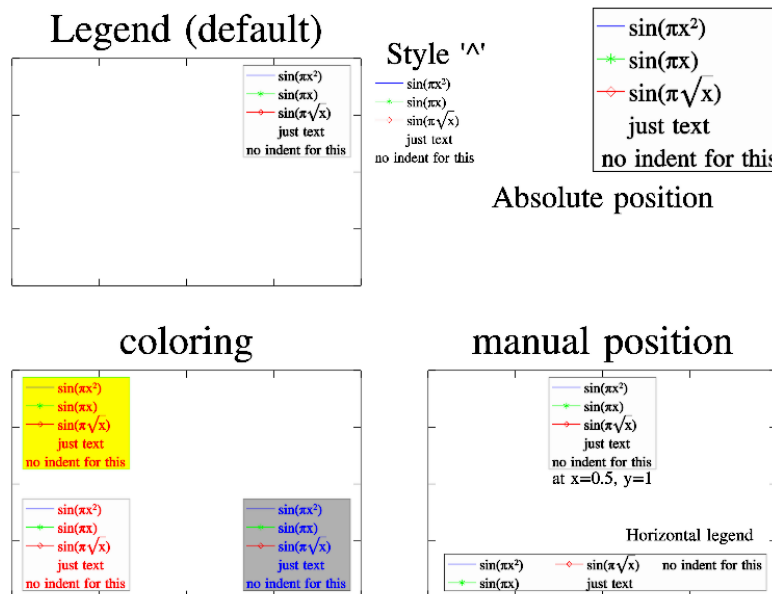 Legend (default)
sin(πx²)
sin(πx)
sin(π√x)
just text
no indent for this
Style '^'
sin(πx²)
sin(πx)
sin(π√x)
just text
no indent for this
sin(πx²)
sin(πx)
sin(π√x)
just text
no indent for this
Absolute position
coloring
sin(πx²)
sin(πx)
sin(π√x)
just text
no indent for this
sin(πx²)
sin(πx)
sin(π√x)
just text
no indent for this
sin(πx²)
sin(πx)
sin(π√x)
just text
no indent for this
manual position
sin(πx²)
sin(πx)
sin(π√x)
just text
no indent for this
at x=0.5, y=1
Horizontal legend
sin(πx²) sin(π√x) no indent for this
sin(πx) just text